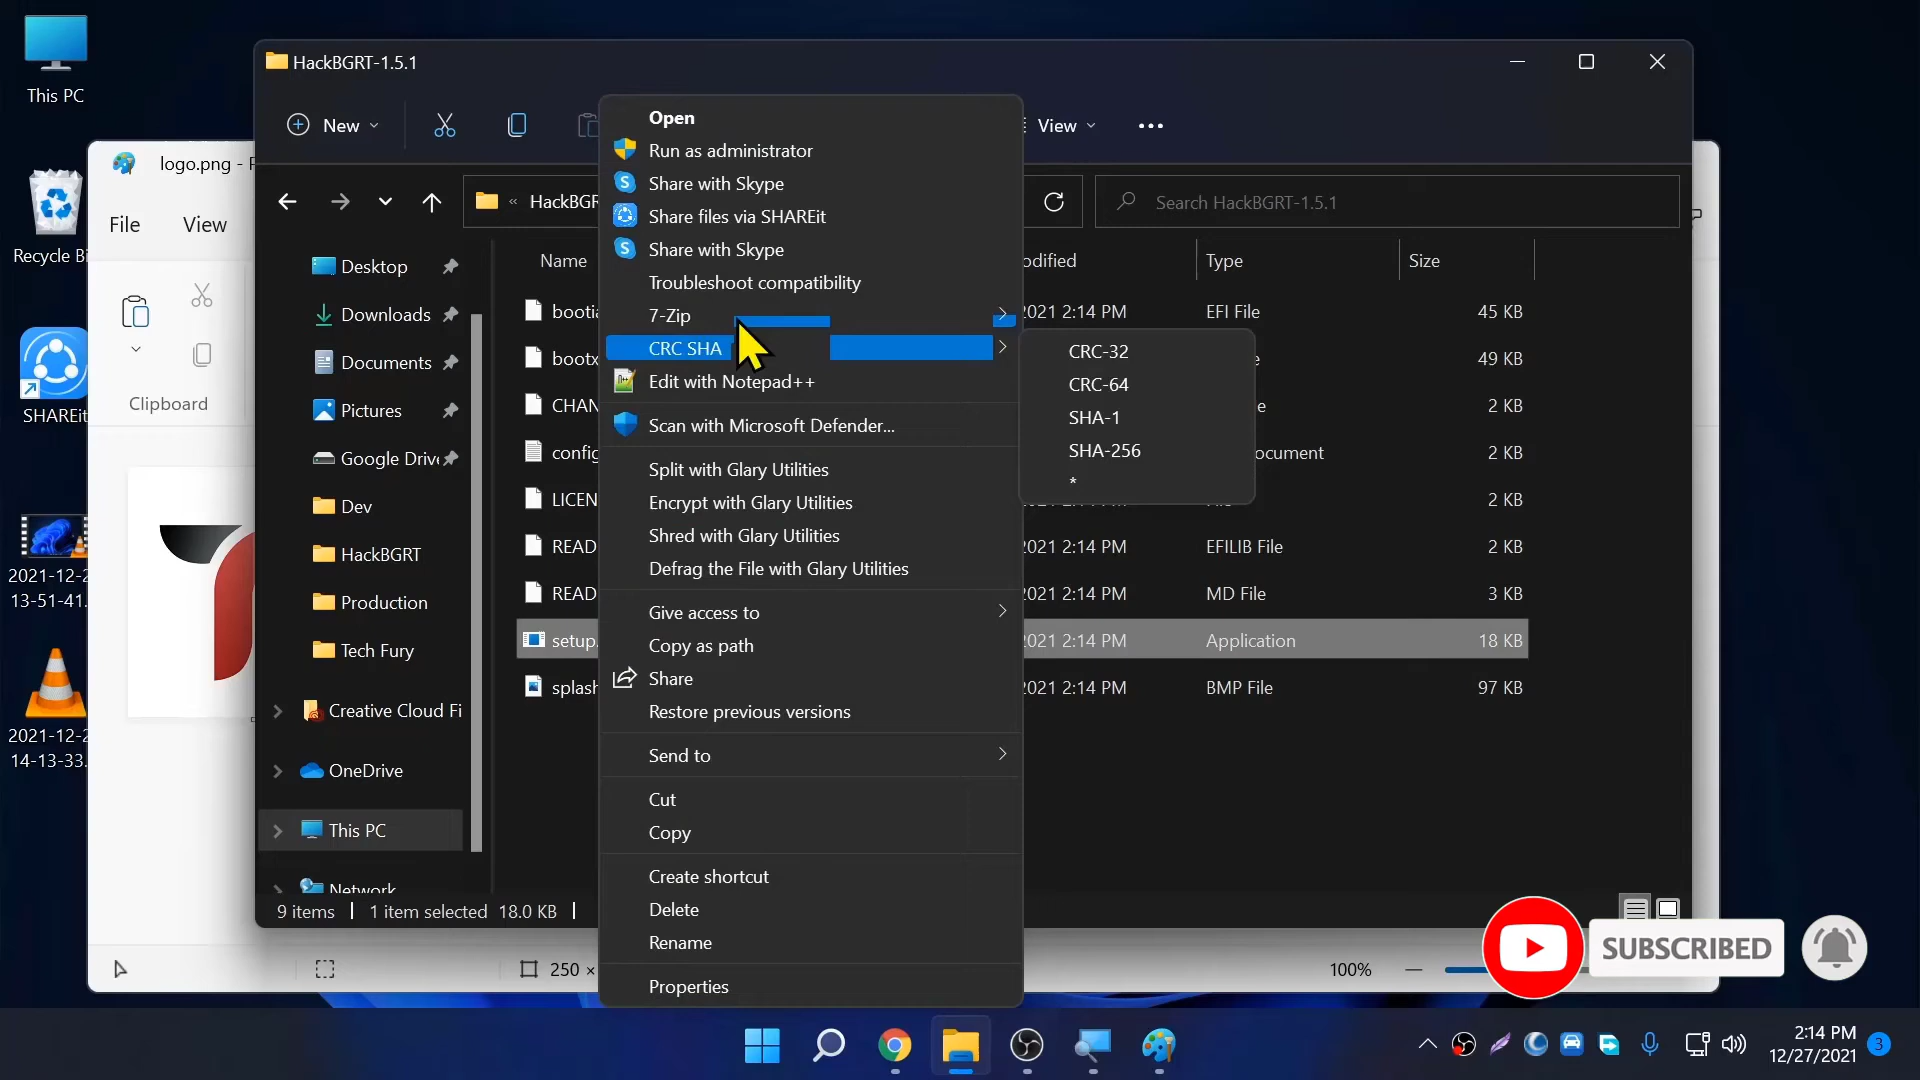 This PC
Recycle Bi
SHAREit
2021-12-2
13-51-41.
2021-12-2
14-13-33.
logo.png -
File
View
Clipboard
250 ×
100%
HackBGRT-1.5.1
New
View
HackBGR
Search HackBGRT-1.5.1
Desktop
Downloads
Documents
Pictures
Google Driv
Dev
HackBGRT
Production
Tech Fury
Creative Cloud Fi
OneDrive
This PC
Network
Name
odified
Type
Size
bootia
2021 2:14 PM
EFI File
45 KB
bootx
49 KB
CHAN
2 KB
config
ocument
2 KB
LICEN
2 KB
READ
2021 2:14 PM
EFILIB File
2 KB
READ
2021 2:14 PM
MD File
3 KB
setup.
2021 2:14 PM
Application
18 KB
splash
2021 2:14 PM
BMP File
97 KB
9 items
1 item selected
18.0 KB
Open
Run as administrator
Share with Skype
Share files via SHAREit
Share with Skype
Troubleshoot compatibility
7-Zip
CRC SHA
Edit with Notepad++
Scan with Microsoft Defender...
Split with Glary Utilities
Encrypt with Glary Utilities
Shred with Glary Utilities
Defrag the File with Glary Utilities
Give access to
Copy as path
Share
Restore previous versions
Send to
Cut
Copy
Create shortcut
Delete
Rename
Properties
CRC-32
CRC-64
SHA-1
SHA-256
*
SUBSCRIBED
2:14 PM
12/27/2021
3